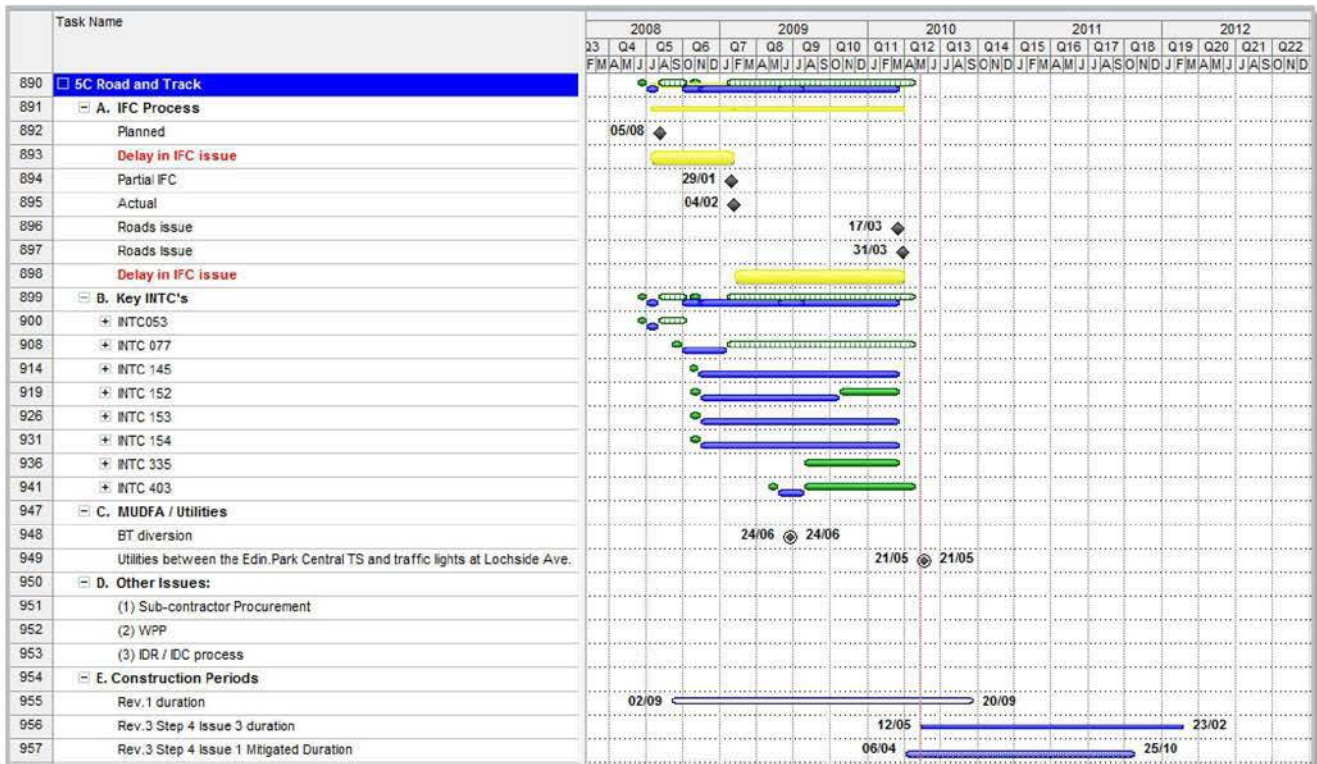 Task Name
2008 2009 2010 2011 2012
Q3 Q4 Q5 Q6 Q7 Q8 Q9 Q10 Q11 Q12 Q13 Q14 Q15 Q16 Q17 Q18 Q19 Q20 Q21 Q22
F M A M J J A S O N D J F M A M J J A S O N D J F M A M J J A S O N D J F M A M J J A S O N D J F M A M J J A S O N D
890 5C Road and Track
891 A. IFC Process
892 Planned 05/08
893 Delay in IFC issue
894 Partial IFC 29/01
895 Actual 04/02
896 Roads issue 17/03
897 Roads Issue 31/03
898 Delay in IFC issue
899 B. Key INTC's
900 INTC053
908 INTC 077
914 INTC 145
919 INTC 152
926 INTC 153
931 INTC 154
936 INTC 335
941 INTC 403
947 C. MUDFA / Utilities
948 BT diversion 24/06 24/06
949 Utilities between the Edin.Park Central TS and traffic lights at Lochside Ave. 21/05 21/05
950 D. Other Issues:
951 (1) Sub-contractor Procurement
952 (2) WPP
953 (3) IDR / IDC process
954 E. Construction Periods
955 Rev.1 duration 02/09 20/09
956 Rev.3 Step 4 Issue 3 duration 12/05 23/02
957 Rev.3 Step 4 Issue 1 Mitigated Duration 06/04 25/10